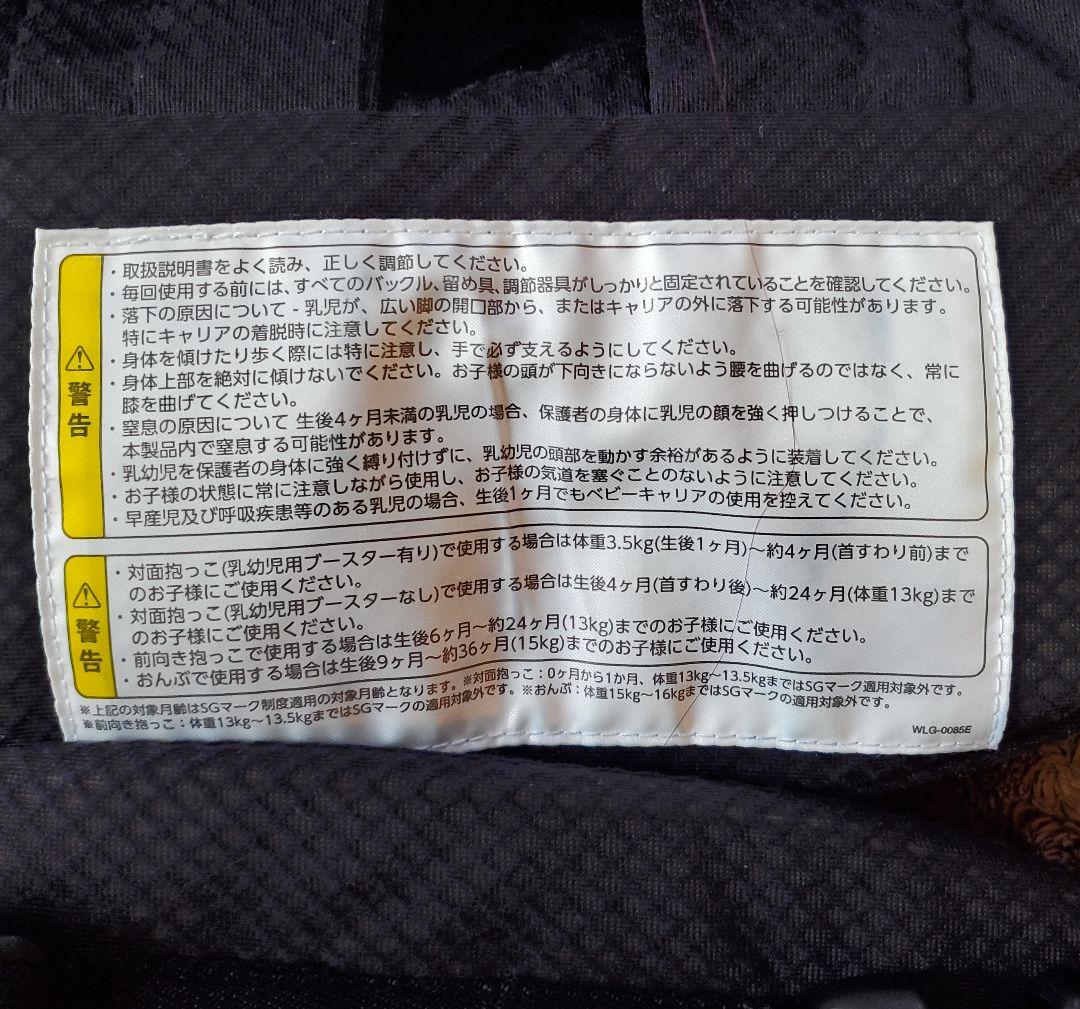 警告
・取扱説明書をよく読み、正しく調節してください。
・毎回使用する前には、すべてのバックル、留め具、調節器具がしっかりと固定されていることを確認してください。
・落下の原因について - 乳児が、広い脚の開口部から、またはキャリアの外に落下する可能性があります。
特にキャリアの着脱時に注意してください。
・身体を傾けたり歩く際には特に注意し、手で必ず支えるようにしてください。
・身体上部を絶対に傾けないでください。お子様の頭が下向きにならないよう腰を曲げるのではなく、常に
膝を曲げてください。
・窒息の原因について 生後4ヶ月未満の乳児の場合、保護者の身体に乳児の顔を強く押しつけることで、
本製品内で窒息する可能性があります。
・乳幼児を保護者の身体に強く縛り付けずに、乳幼児の頭部を動かす余裕があるように装着してください。
・お子様の状態に常に注意しながら使用し、お子様の気道を塞ぐことのないように注意してください。
・早産児及び呼吸疾患等のある乳児の場合、生後1ヶ月でもベビーキャリアの使用を控えてください。
警告
・対面抱っこ(乳幼児用ブースター有り)で使用する場合は体重3.5kg(生後1ヶ月)～約4ヶ月(首すわり前)まで
のお子様にご使用ください。
・対面抱っこ(乳幼児用ブースターなし)で使用する場合は生後4ヶ月(首すわり後)～約24ヶ月(体重13kg)まで
のお子様にご使用ください。
・前向き抱っこで使用する場合は生後6ヶ月～約24ヶ月(13kg)までのお子様にご使用ください。
・おんぶで使用する場合は生後9ヶ月～約36ヶ月(15kg)までのお子様にご使用ください。
※上記の対象月齢はSGマーク制度適用の対象月齢となります。※対面抱っこ：0ヶ月から1か月、体重13kg～13.5kgまではSGマーク適用対象外です。
※前向き抱っこ：体重13kg～13.5kgまではSGマークの適用対象外です。※おんぶ：体重15kg～16kgまではSGマークの適用対象外です。
WLG-0085E